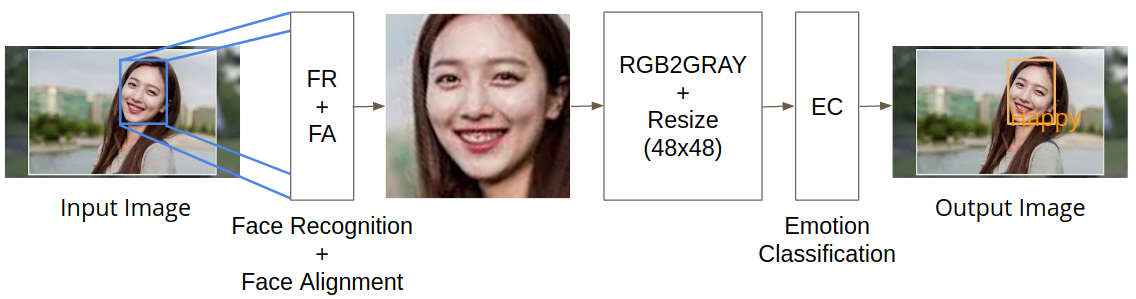 FR
+
FA
RGB2GRAY
+
Resize
(48x48)
EC
Happy
Input Image
Face Recognition
+
Face Alignment
Emotion
Classification
Output Image